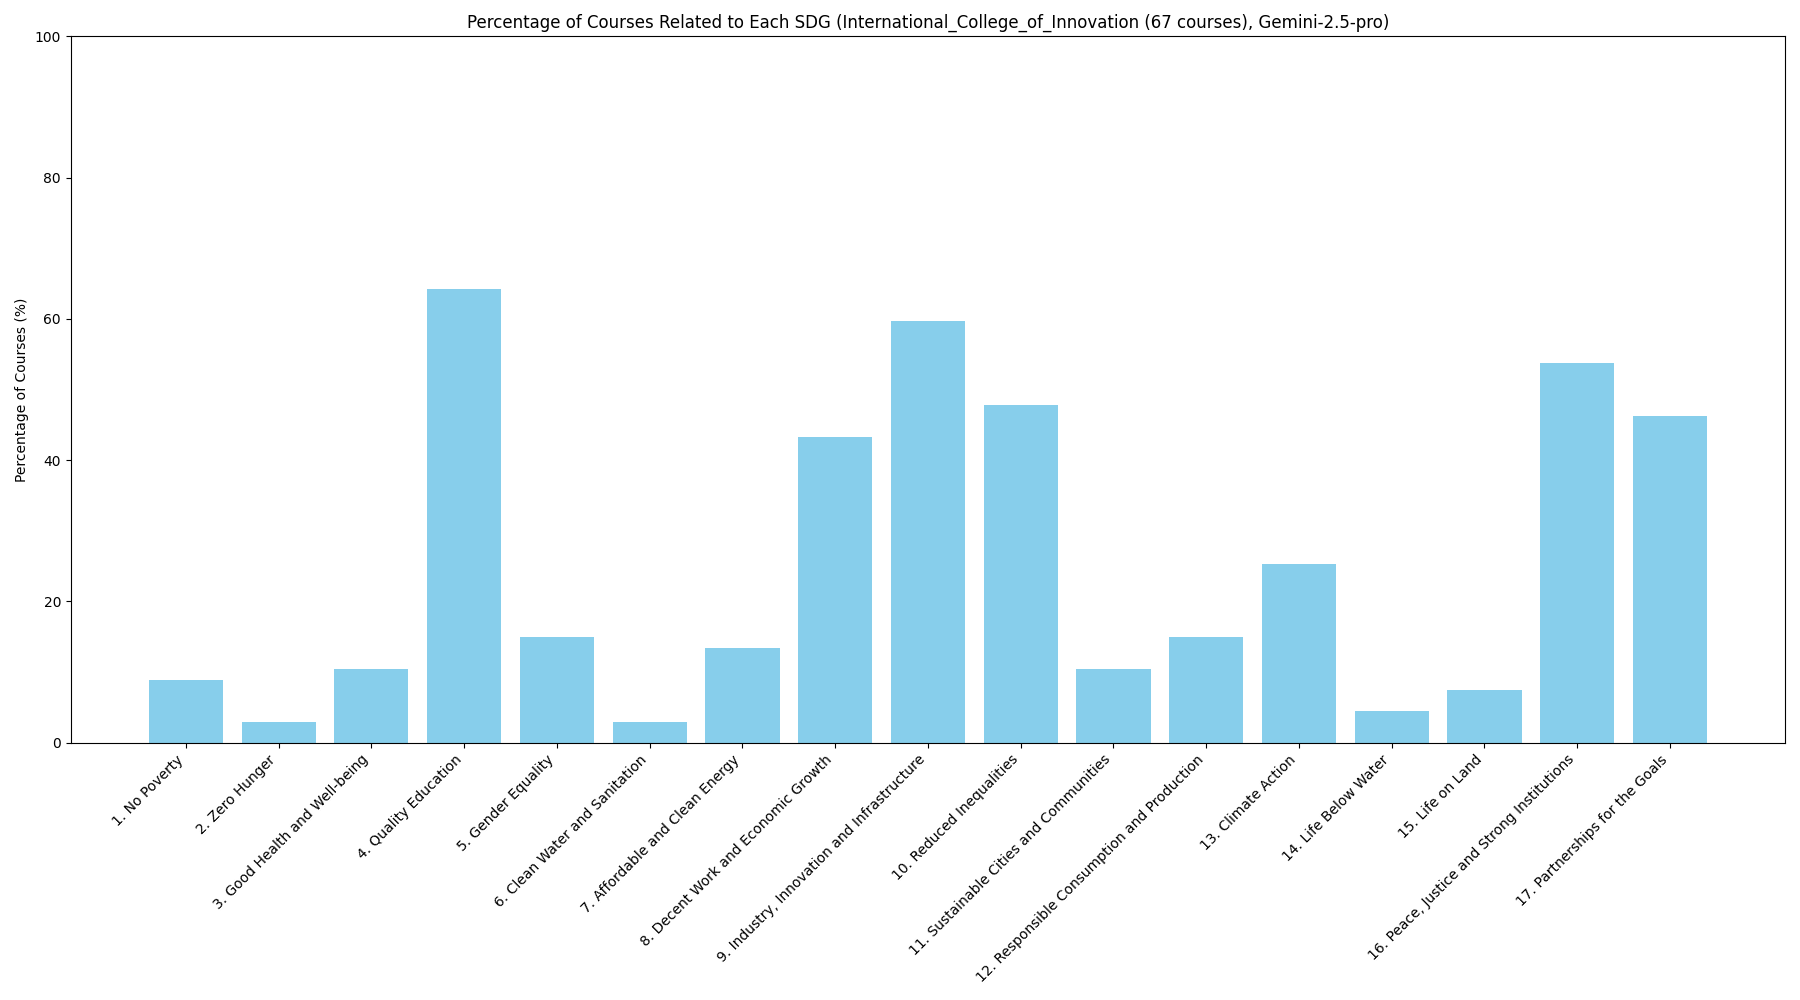 Percentage of Courses Related to Each SDG (International_College_of_Innovation (67 courses), Gemini-2.5-pro)
Percentage of Courses (%)
100
80
60
40
20
0
1. No Poverty
2. Zero Hunger
3. Good Health and Well-being
4. Quality Education
5. Gender Equality
6. Clean Water and Sanitation
7. Affordable and Clean Energy
8. Decent Work and Economic Growth
9. Industry, Innovation and Infrastructure
10. Reduced Inequalities
11. Sustainable Cities and Communities
12. Responsible Consumption and Production
13. Climate Action
14. Life Below Water
15. Life on Land
16. Peace, Justice and Strong Institutions
17. Partnerships for the Goals